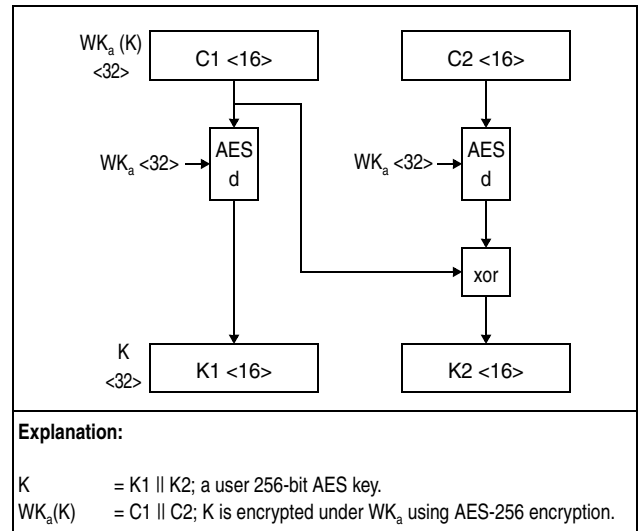 WKa (K)
<32>
C1 <16>
C2 <16>
WKa <32>
AES
d
WKa <32>
AES
d
xor
K
<32>
K1 <16>
K2 <16>
Explanation:
K = K1 || K2; a user 256-bit AES key.
WKa(K) = C1 || C2; K is encrypted under WKa using AES-256 encryption.